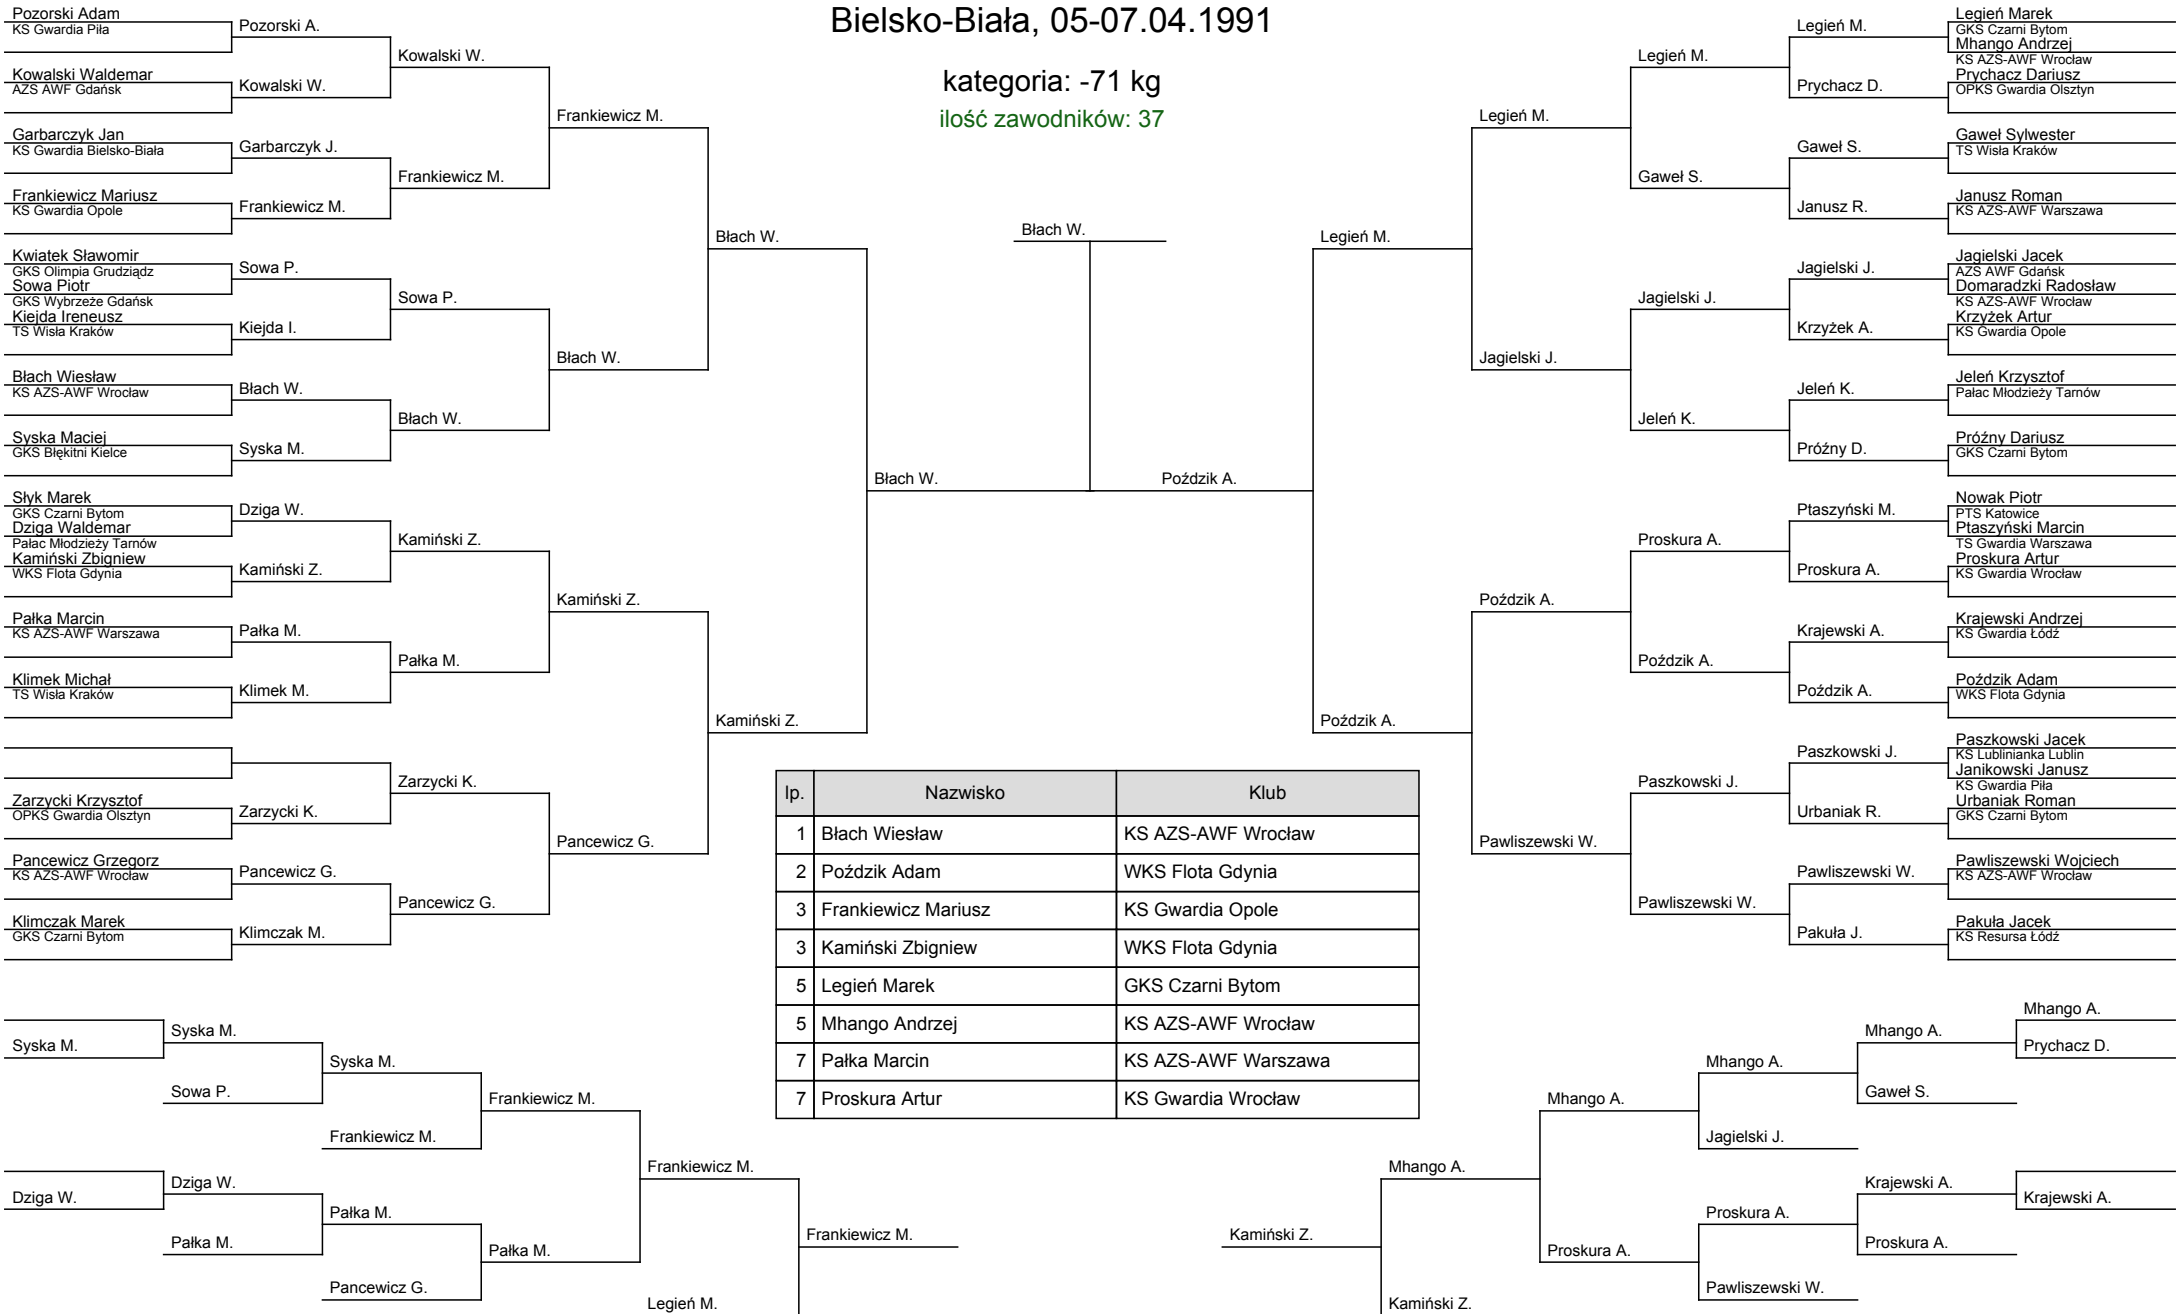 Bielsko-Biała, 05-07.04.1991
kategoria: -71 kg
ilość zawodników: 37
Pozorski Adam
KS Gwardia Piła
Kowalski Waldemar
AZS AWF Gdańsk
Garbarczyk Jan
KS Gwardia Bielsko-Biała
Frankiewicz Mariusz
KS Gwardia Opole
Kwiatek Sławomir
GKS Olimpia Grudziądz
Sowa Piotr
GKS Wybrzeże Gdańsk
Kiejda Ireneusz
TS Wisła Kraków
Błach Wiesław
KS AZS-AWF Wrocław
Syska Maciej
GKS Błękitni Kielce
Słyk Marek
GKS Czarni Bytom
Dziga Waldemar
Pałac Młodzieży Tarnów
Kamiński Zbigniew
WKS Flota Gdynia
Pałka Marcin
KS AZS-AWF Warszawa
Klimek Michał
TS Wisła Kraków
Zarzycki Krzysztof
OPKS Gwardia Olsztyn
Pancewicz Grzegorz
KS AZS-AWF Wrocław
Klimczak Marek
GKS Czarni Bytom
Pozorski A.
Kowalski W.
Garbarczyk J.
Frankiewicz M.
Sowa P.
Kiejda I.
Błach W.
Syska M.
Dziga W.
Kamiński Z.
Pałka M.
Klimek M.
Zarzycki K.
Pancewicz G.
Klimczak M.
Kowalski W.
Frankiewicz M.
Sowa P.
Błach W.
Kamiński Z.
Pałka M.
Zarzycki K.
Pancewicz G.
Frankiewicz M.
Błach W.
Kamiński Z.
Pancewicz G.
Błach W.
Kamiński Z.
Błach W.
Błach W.
Poździk A.
Legień M.
Poździk A.
Legień M.
Jagielski J.
Poździk A.
Pawliszewski W.
Legień M.
Gaweł S.
Jagielski J.
Jeleń K.
Proskura A.
Poździk A.
Paszkowski J.
Pawliszewski W.
Legień M.
Prychacz D.
Gaweł S.
Janusz R.
Jagielski J.
Krzyżek A.
Jeleń K.
Próźny D.
Ptaszyński M.
Proskura A.
Krajewski A.
Poździk A.
Paszkowski J.
Urbaniak R.
Pawliszewski W.
Pakuła J.
Legień Marek
GKS Czarni Bytom
Mhango Andrzej
KS AZS-AWF Wrocław
Prychacz Dariusz
OPKS Gwardia Olsztyn
Gaweł Sylwester
TS Wisła Kraków
Janusz Roman
KS AZS-AWF Warszawa
Jagielski Jacek
AZS AWF Gdańsk
Domaradzki Radosław
KS AZS-AWF Wrocław
Krzyżek Artur
KS Gwardia Opole
Jeleń Krzysztof
Pałac Młodzieży Tarnów
Próźny Dariusz
GKS Czarni Bytom
Nowak Piotr
PTS Katowice
Ptaszyński Marcin
TS Gwardia Warszawa
Proskura Artur
KS Gwardia Wrocław
Krajewski Andrzej
KS Gwardia Łódź
Poździk Adam
WKS Flota Gdynia
Paszkowski Jacek
KS Lublinianka Lublin
Janikowski Janusz
KS Gwardia Piła
Urbaniak Roman
GKS Czarni Bytom
Pawliszewski Wojciech
KS AZS-AWF Wrocław
Pakuła Jacek
KS Resursa Łódź
lp. Nazwisko Klub
1 Błach Wiesław KS AZS-AWF Wrocław
2 Poździk Adam WKS Flota Gdynia
3 Frankiewicz Mariusz KS Gwardia Opole
3 Kamiński Zbigniew WKS Flota Gdynia
5 Legień Marek GKS Czarni Bytom
5 Mhango Andrzej KS AZS-AWF Wrocław
7 Pałka Marcin KS AZS-AWF Warszawa
7 Proskura Artur KS Gwardia Wrocław
Syska M.
Dziga W.
Syska M.
Sowa P.
Dziga W.
Pałka M.
Syska M.
Frankiewicz M.
Pałka M.
Pancewicz G.
Frankiewicz M.
Pałka M.
Frankiewicz M.
Legień M.
Frankiewicz M.
Kamiński Z.
Mhango A.
Kamiński Z.
Mhango A.
Proskura A.
Mhango A.
Jagielski J.
Proskura A.
Pawliszewski W.
Mhango A.
Gaweł S.
Krajewski A.
Proskura A.
Mhango A.
Prychacz D.
Krajewski A.